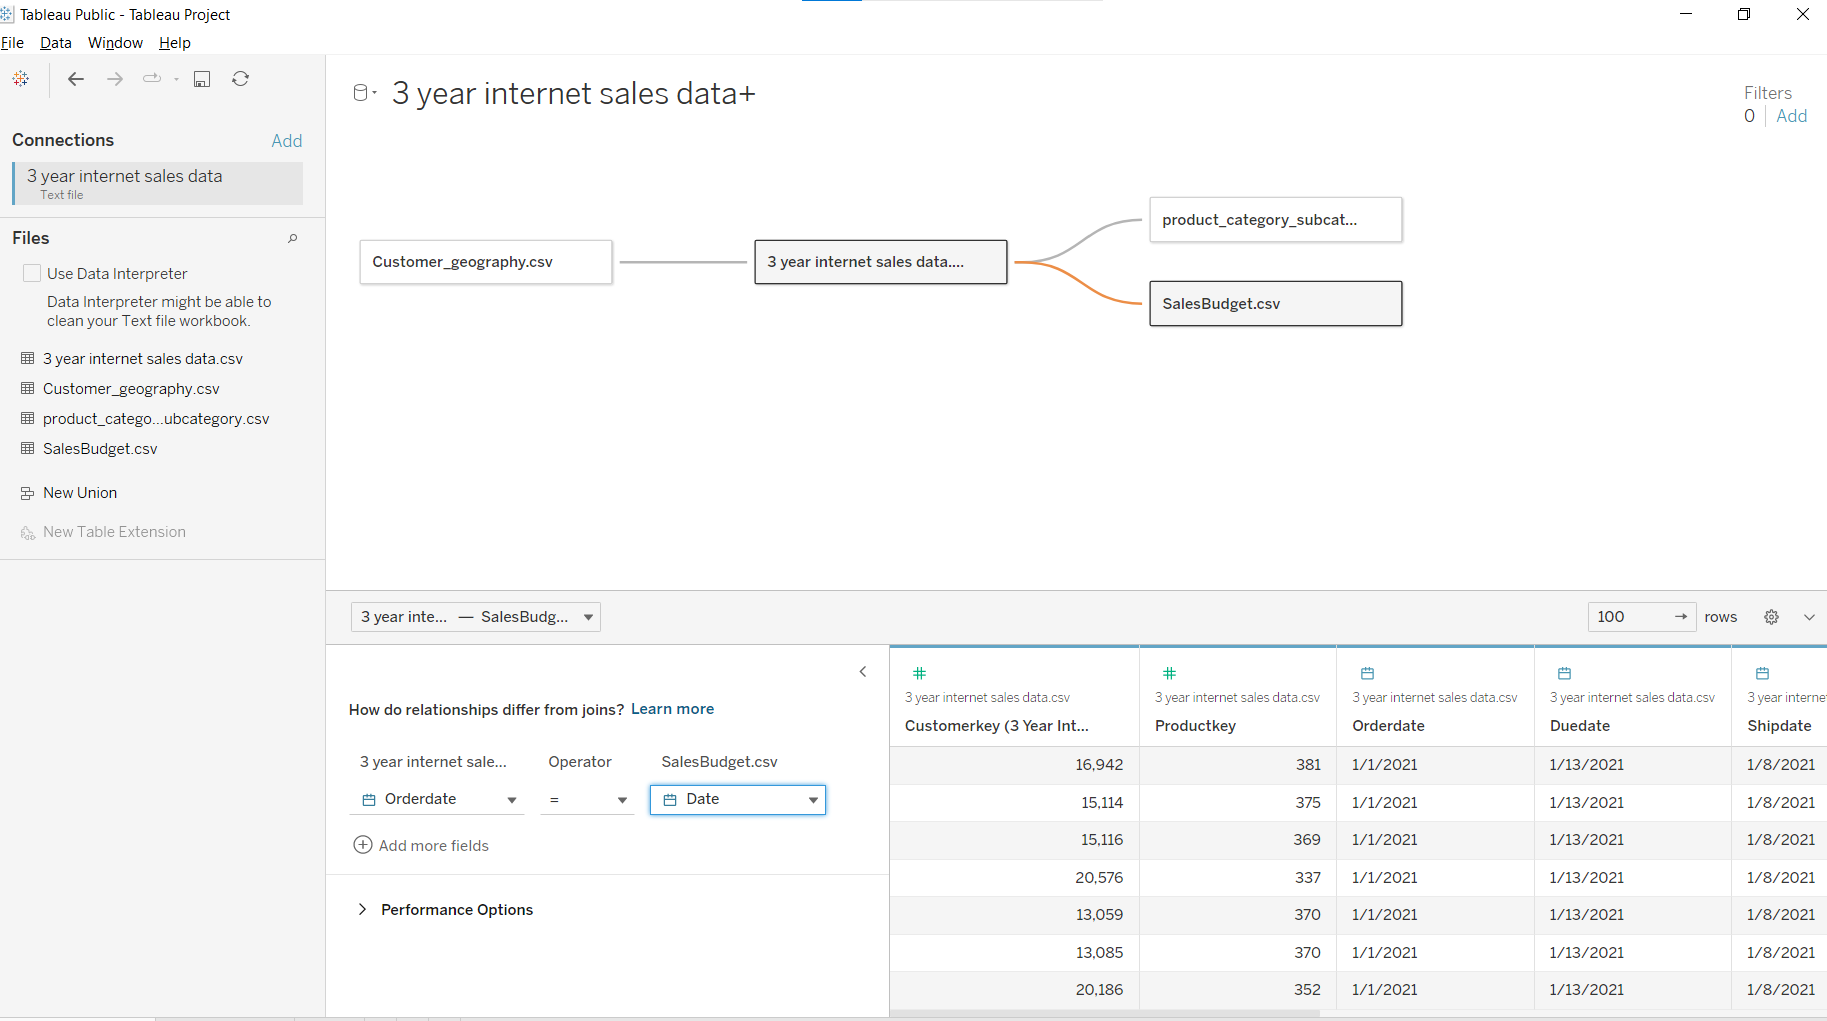 Tableau Public - Tableau Project
File Data Window Help
3 year internet sales data+
Filters
0 Add
Connections Add
3 year internet sales data
Text file
Files
Use Data Interpreter
Data Interpreter might be able to
clean your Text file workbook.
3 year internet sales data.csv
Customer_geography.csv
product_catego...ubcategory.csv
SalesBudget.csv
New Union
New Table Extension
Customer_geography.csv
3 year internet sales data....
product_category_subcat...
SalesBudget.csv
3 year inte... — SalesBudg...
100 → rows
How do relationships differ from joins? Learn more
3 year internet sale... Operator SalesBudget.csv
Orderdate = Date
Add more fields
Performance Options
3 year internet sales data.csv 3 year internet sales data.csv 3 year internet sales data.csv 3 year internet sales data.csv 3 year interne
Customerkey (3 Year Int... Productkey Orderdate Duedate Shipdate
16,942 381 1/1/2021 1/13/2021 1/8/2021
15,114 375 1/1/2021 1/13/2021 1/8/2021
15,116 369 1/1/2021 1/13/2021 1/8/2021
20,576 337 1/1/2021 1/13/2021 1/8/2021
13,059 370 1/1/2021 1/13/2021 1/8/2021
13,085 370 1/1/2021 1/13/2021 1/8/2021
20,186 352 1/1/2021 1/13/2021 1/8/2021